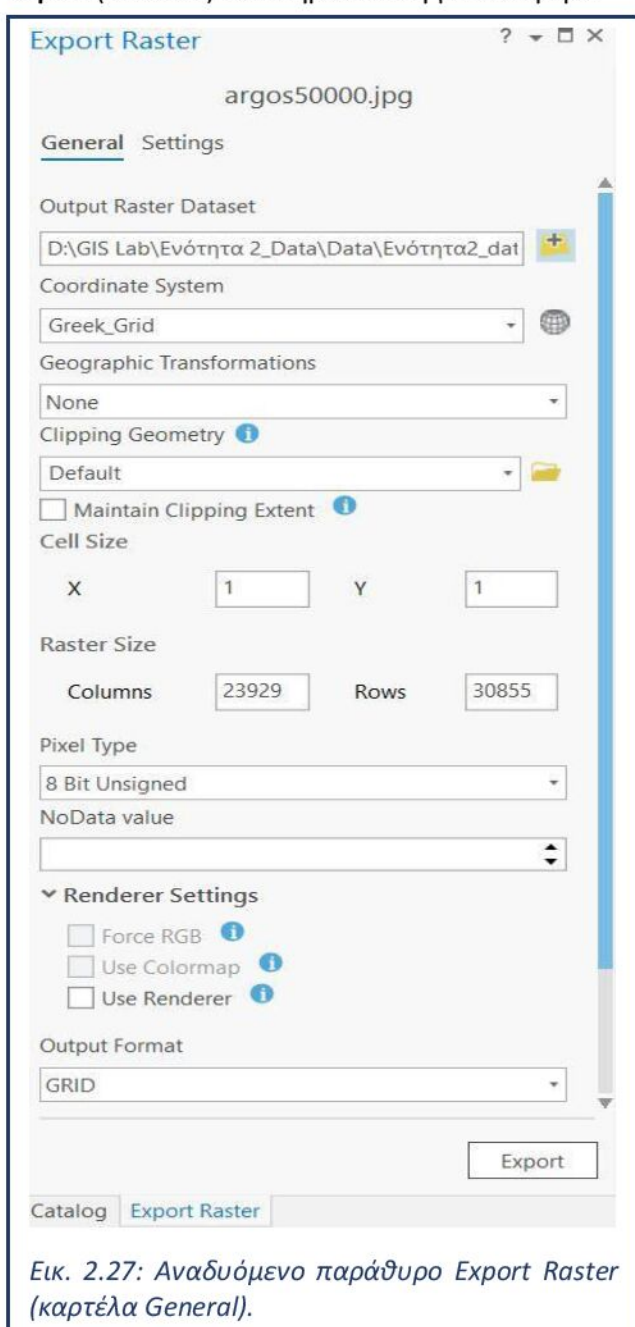 Export Raster
argos50000.jpg
General Settings
Output Raster Dataset
D:\GIS Lab\Ενότητα 2_Data\Data\Ενότητα2_dat
Coordinate System
Greek_Grid
Geographic Transformations
None
Clipping Geometry
Default
Maintain Clipping Extent
Cell Size
X 1 Y 1
Raster Size
Columns 23929 Rows 30855
Pixel Type
8 Bit Unsigned
NoData value
Renderer Settings
Force RGB
Use Colormap
Use Renderer
Output Format
GRID
Export
Catalog Export Raster
Εικ. 2.27: Αναδυόμενο παράθυρο Export Raster
(καρτέλα General).